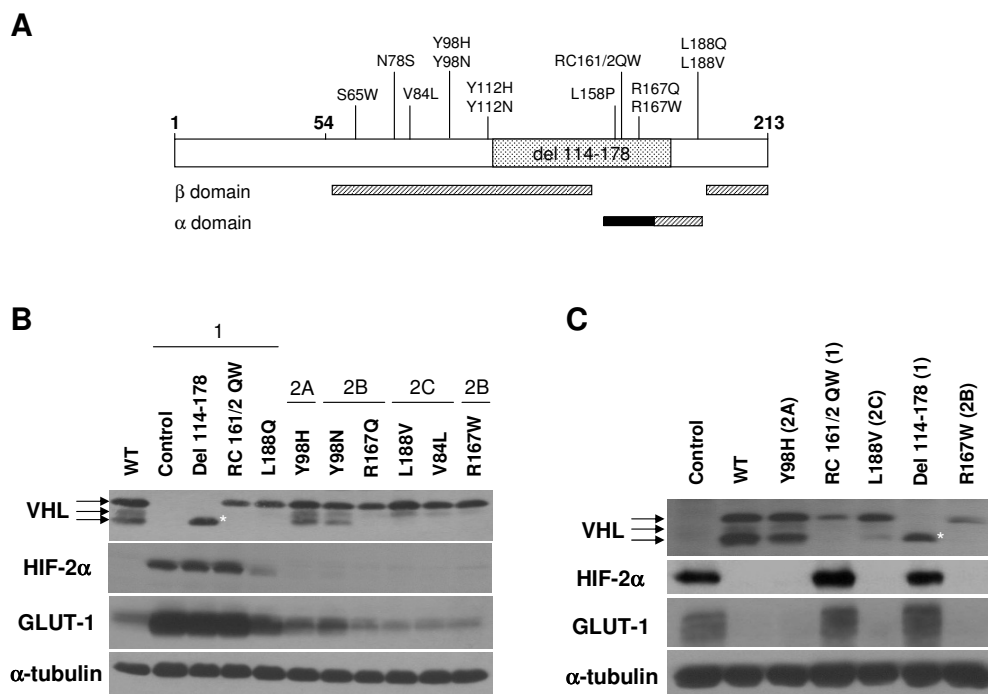 A
Y98H
Y98N
L188Q
L188V
N78S
RC161/2QW
Y112H
Y112N
R167Q
R167W
S65W
V84L
L158P
1
54
213
del 114-178
β domain
α domain
B
1
2A
2B
2C
2B
WT
Control
Del 114-178
RC 161/2 QW
L188Q
Y98H
Y98N
R167Q
L188V
V84L
R167W
VHL
*
HIF-2α
GLUT-1
α-tubulin
C
Control
WT
Y98H (2A)
RC 161/2 QW (1)
L188V (2C)
Del 114-178 (1)
R167W (2B)
VHL
*
HIF-2α
GLUT-1
α-tubulin